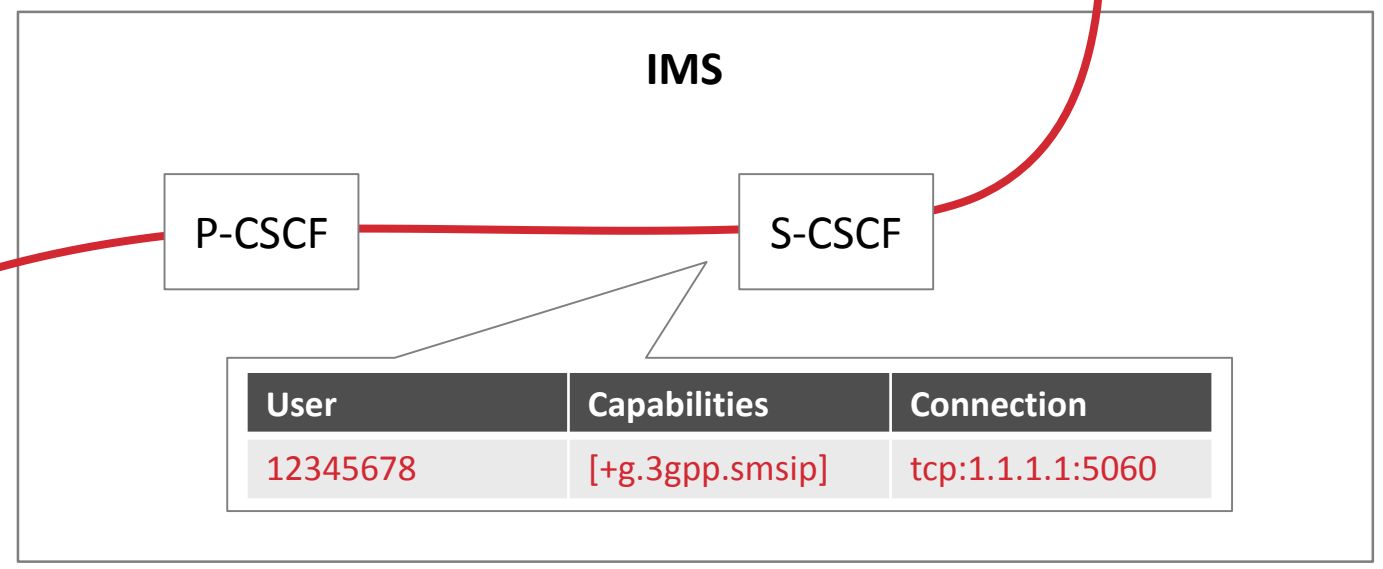 IMS
P-CSCF
S-CSCF
User Capabilities Connection
12345678 [+g.3gpp.smsip] tcp:1.1.1.1:5060